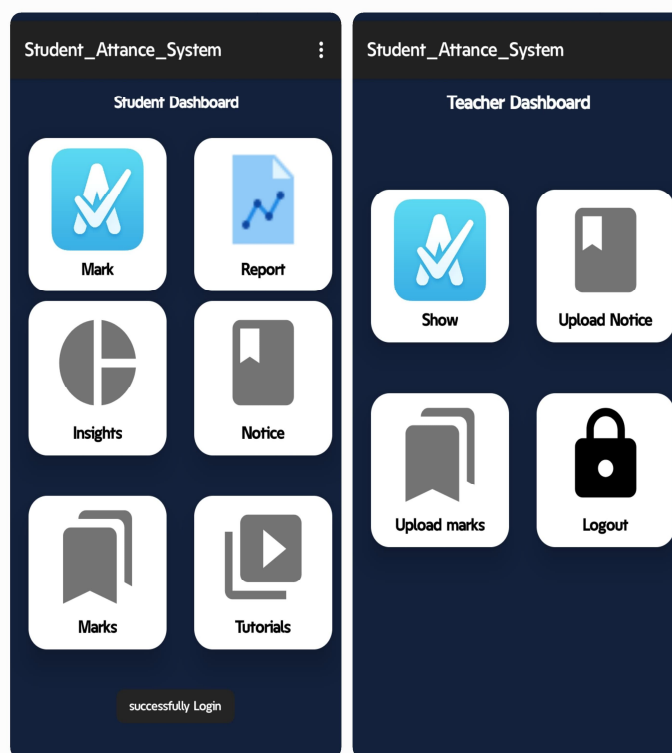 Student_Attance_System
Student Dashboard
Mark
Report
Insights
Notice
Marks
Tutorials
successfully Login
Student_Attance_System
Teacher Dashboard
Show
Upload Notice
Upload marks
Logout